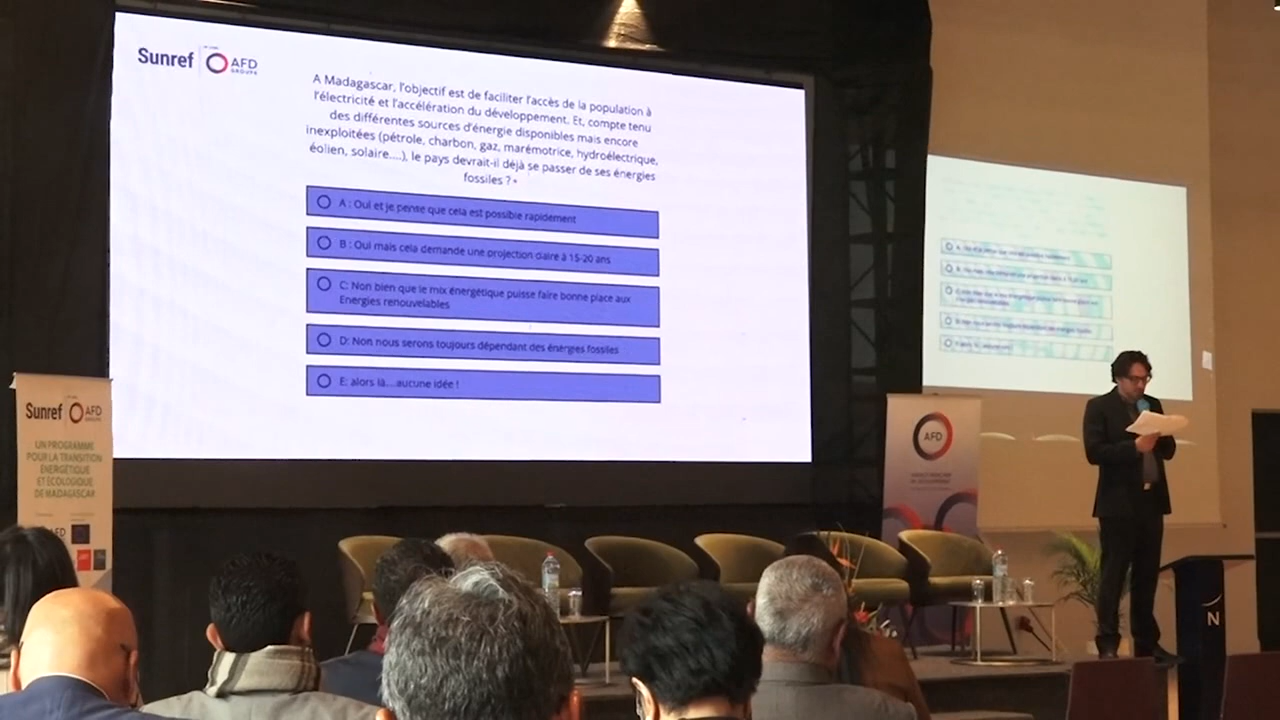 Sunref
AFD
GROUPE
A Madagascar, l'objectif est de faciliter l'accès de la population à
l'électricité et l'accélération du développement. Et, compte tenu
des différentes sources d'énergie disponibles mais encore
inexploitées (pétrole, charbon, gaz, marémotrice, hydroélectrique,
éolien, solaire....), le pays devrait-il déjà se passer de ses énergies
fossiles ?
A : Oui et je pense que cela est possible rapidement
B : Oui mais cela demande une projection claire à 15-20 ans
C: Non bien que le mix énergétique puisse faire bonne place aux
Energies renouvelables
D: Non nous serons toujours dépendant des énergies fossiles
E: alors là....aucune idée !
Sunref
AFD
GROUPE
UN PROGRAMME
POUR LA TRANSITION
ÉNERGÉTIQUE
ET ÉCOLOGIQUE
DE MADAGASCAR
AFD
AFD
N